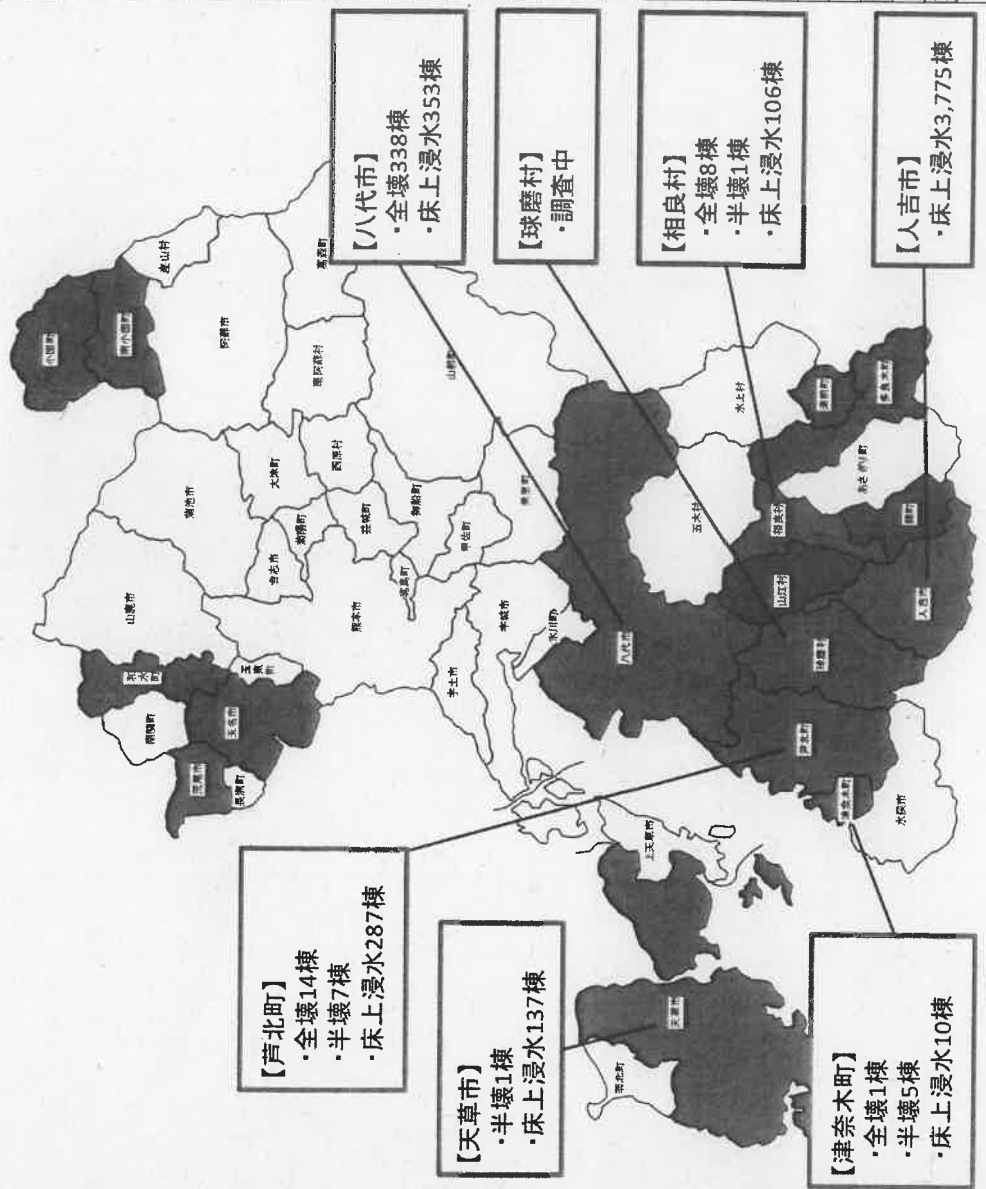 【八代市】
・全壊338棟
・床上浸水353棟
【球磨村】
・調査中
【相良村】
・全壊8棟
・半壊1棟
・床上浸水106棟
【人吉市】
・床上浸水3,775棟
【芦北町】
・全壊14棟
・半壊7棟
・床上浸水287棟
【天草市】
・半壊1棟
・床上浸水137棟
【津奈木町】
・全壊1棟
・半壊5棟
・床上浸水10棟
小国町
南小国町
産山村
阿蘇市
高森町
南阿蘇村
山都町
菊池市
大津町
西原村
山鹿市
合志市
菊陽町
益城町
御船町
嘉島町
甲佐町
美里町
熊本市
和水町
玉東町
南関町
玉名市
荒尾市
長洲町
宇土市
宇城市
氷川町
八代市
五木村
水上村
湯前町
多良木町
あさぎり町
相良村
錦町
山江村
球磨村
人吉市
芦北町
津奈木町
水俣市
上天草市
天草市
苓北町